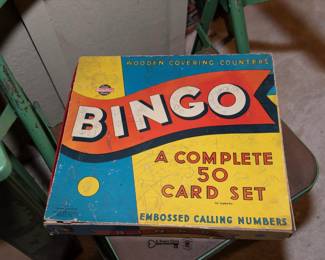 WOODEN COVERING COUNTERS
BINGO
A COMPLETE
50
CARD SET
EMBOSSED CALLING NUMBERS